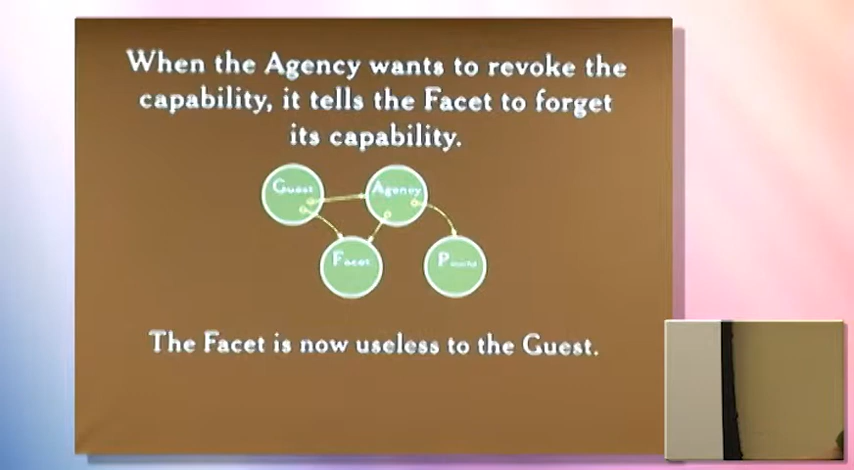 When the Agency wants to revoke the
capability, it tells the Facet to forget
its capability.
Guest
Agency
Facet
Powerful
The Facet is now useless to the Guest.